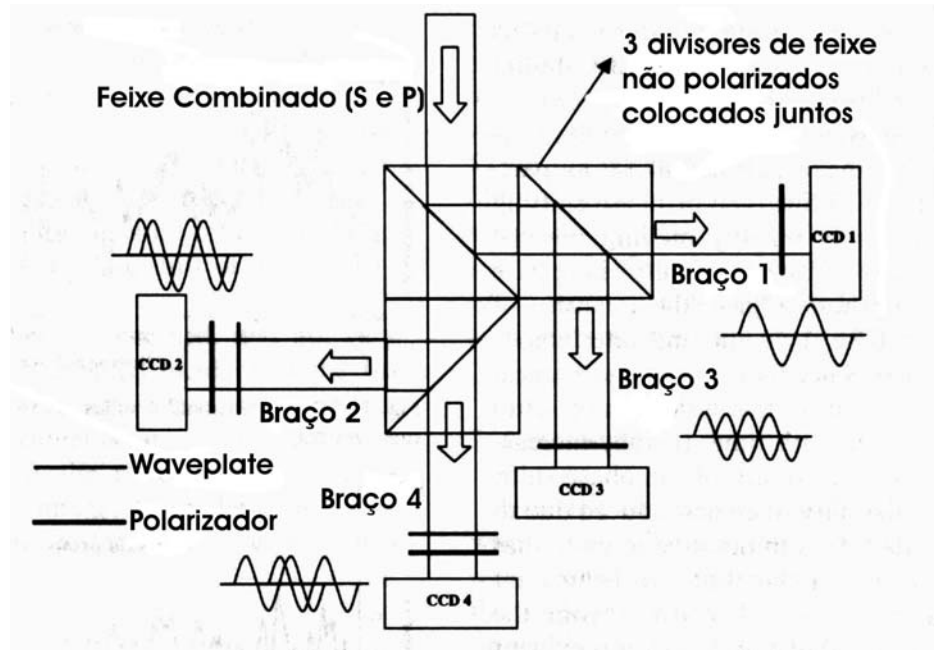 Feixe Combinado (S e P)
3 divisores de feixe
não polarizados
colocados juntos
CCD 1
Braço 1
CCD 2
Braço 2
Braço 3
Waveplate
CCD 3
Polarizador
Braço 4
CCD 4